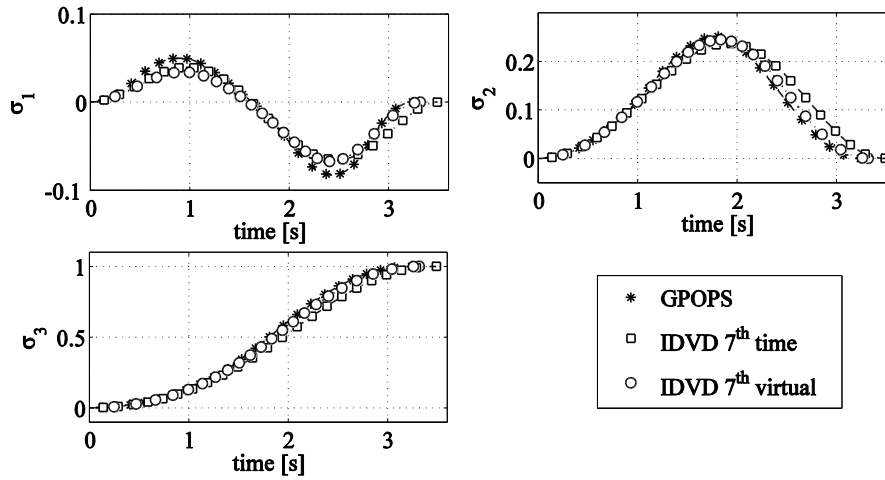 0.1
σ1
0
-0.1
0 1 2 3
time [s]
0.2
σ2
0.1
0
0 1 2 3
time [s]
1
σ3
0.5
0
0 1 2 3
time [s]
GPOPS
IDVD 7th time
IDVD 7th virtual